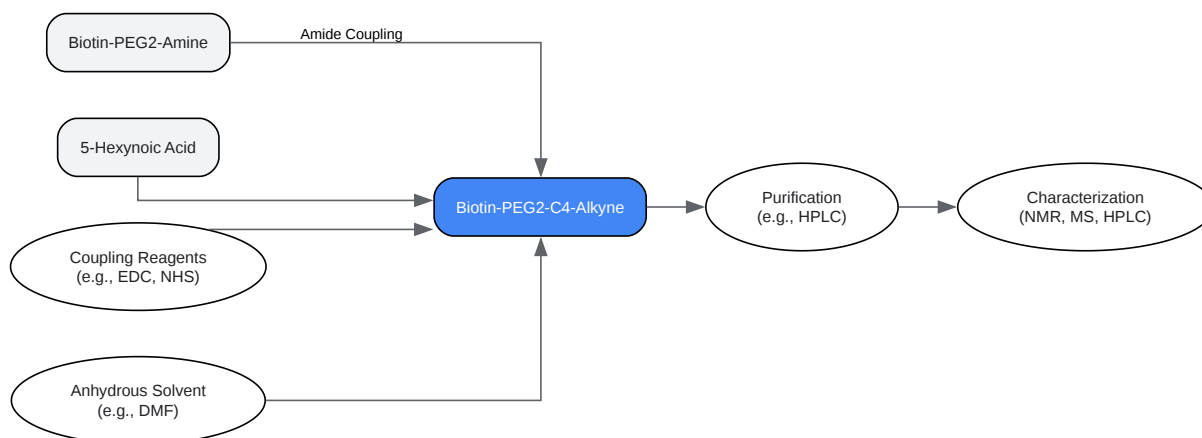 Biotin-PEG2-Amine
Amide Coupling
5-Hexynoic Acid
Biotin-PEG2-C4-Alkyne
Purification
(e.g., HPLC)
Characterization
(NMR, MS, HPLC)
Coupling Reagents
(e.g., EDC, NHS)
Anhydrous Solvent
(e.g., DMF)